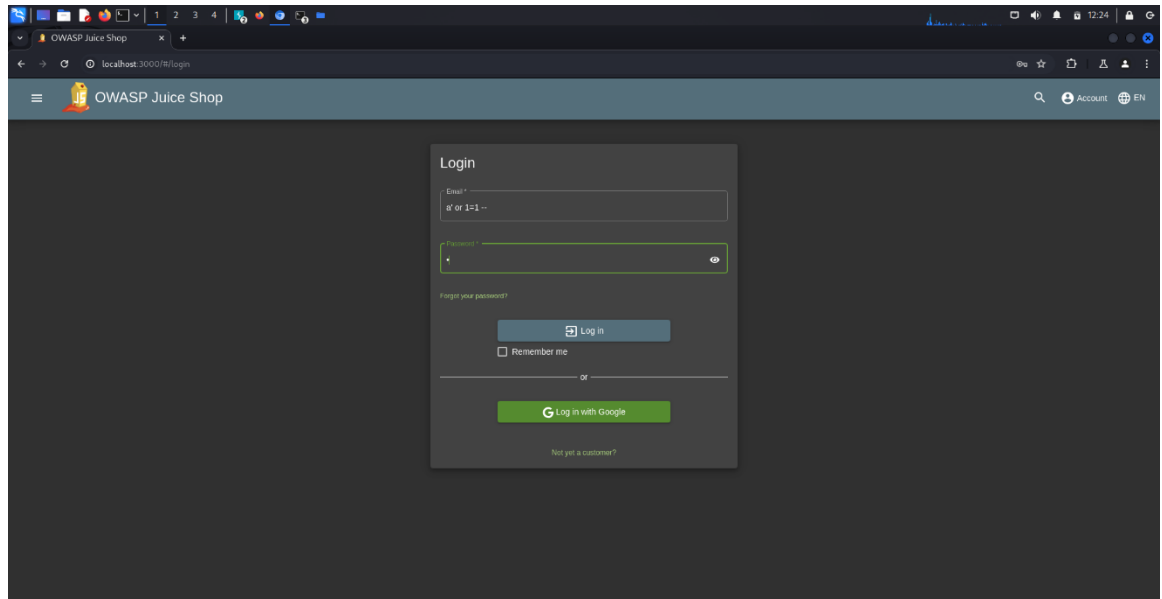 1 2 3 4
12:24
OWASP Juice Shop
localhost:3000/#/login
OWASP Juice Shop
Account
EN
Login
Email *
a' or 1=1 --
Password *
Forgot your password?
Log in
Remember me
or
G Log in with Google
Not yet a customer?